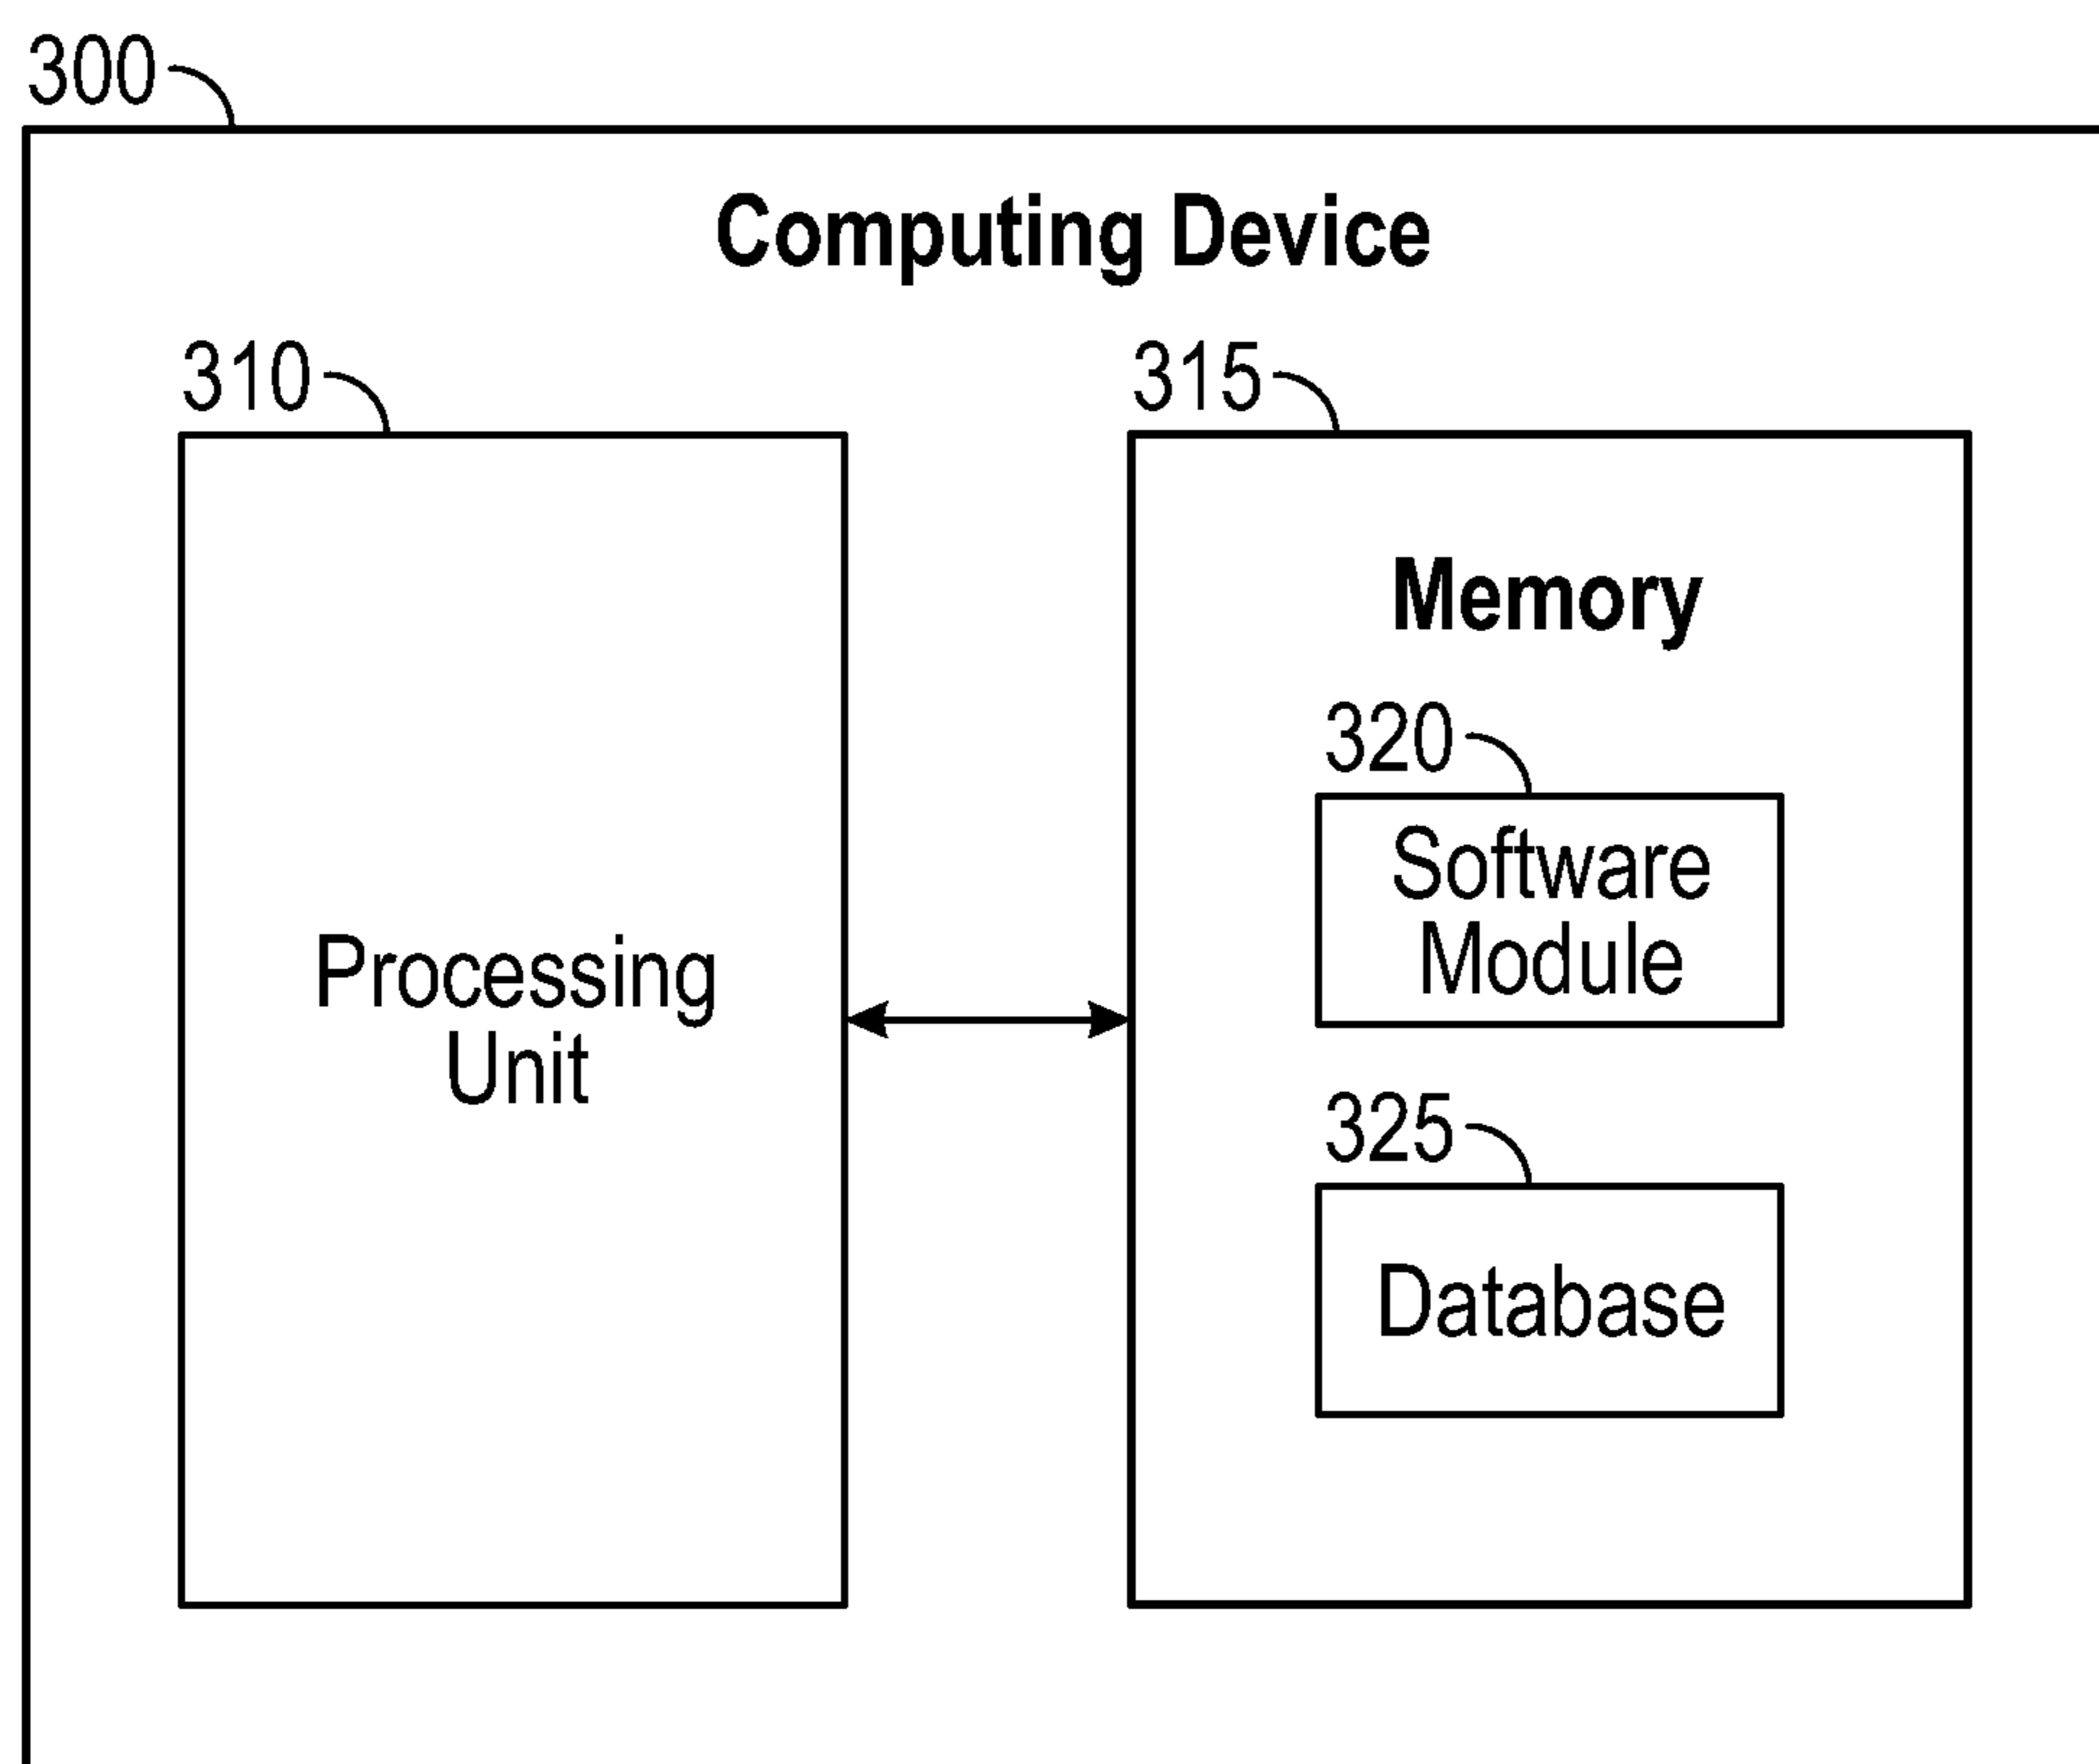 300
Computing Device
310
315
Processing
Unit
Memory
320
Software
Module
325
Database